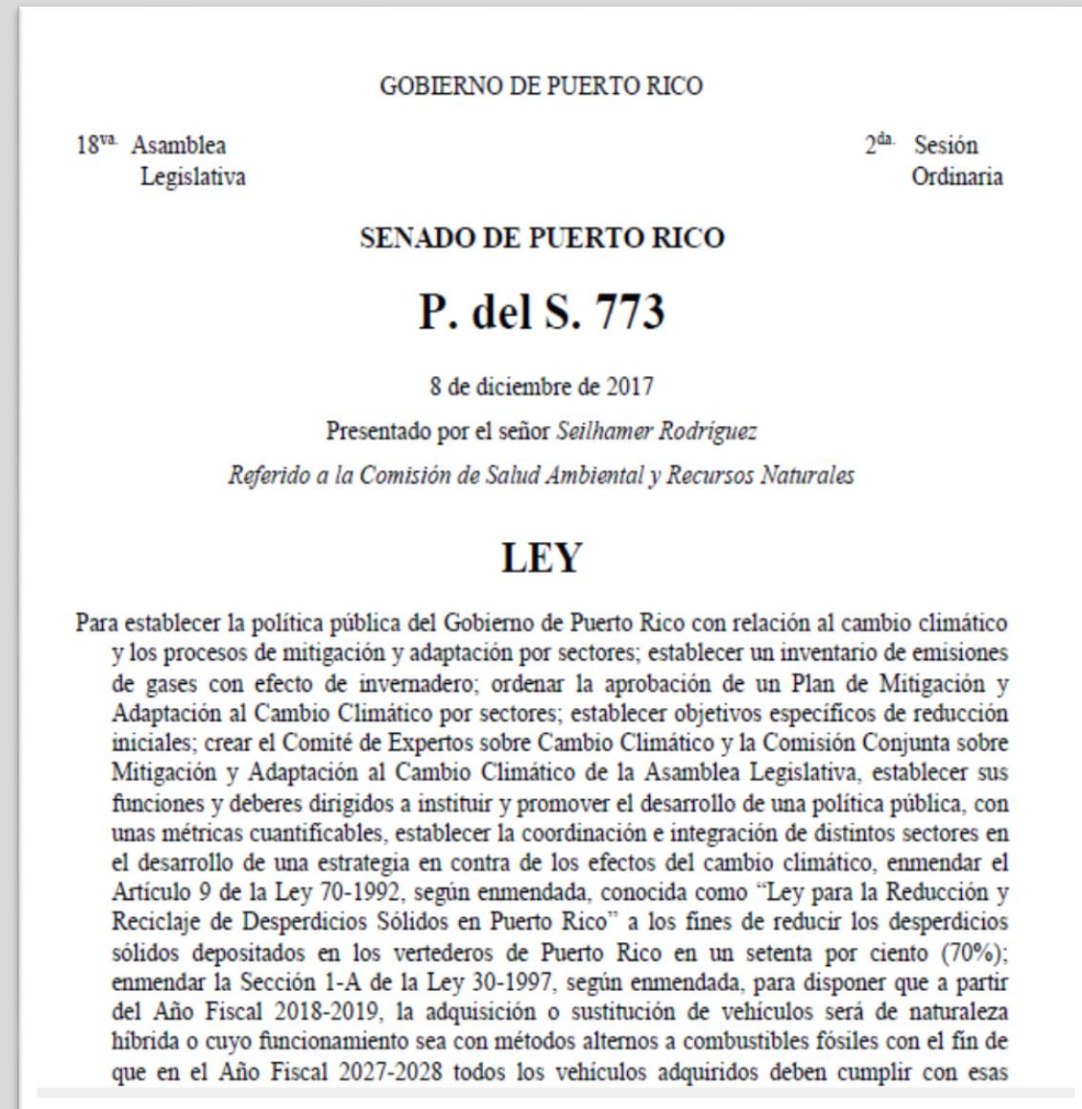 GOBIERNO DE PUERTO RICO
18va. Asamblea 2da. Sesión
Legislativa Ordinaria
SENADO DE PUERTO RICO
P. del S. 773
8 de diciembre de 2017
Presentado por el señor Seilhamer Rodríguez
Referido a la Comisión de Salud Ambiental y Recursos Naturales
LEY
Para establecer la política pública del Gobierno de Puerto Rico con relación al cambio climático
y los procesos de mitigación y adaptación por sectores; establecer un inventario de emisiones
de gases con efecto de invernadero; ordenar la aprobación de un Plan de Mitigación y
Adaptación al Cambio Climático por sectores; establecer objetivos específicos de reducción
iniciales; crear el Comité de Expertos sobre Cambio Climático y la Comisión Conjunta sobre
Mitigación y Adaptación al Cambio Climático de la Asamblea Legislativa, establecer sus
funciones y deberes dirigidos a instituir y promover el desarrollo de una política pública, con
unas métricas cuantificables, establecer la coordinación e integración de distintos sectores en
el desarrollo de una estrategia en contra de los efectos del cambio climático, enmendar el
Artículo 9 de la Ley 70-1992, según enmendada, conocida como “Ley para la Reducción y
Reciclaje de Desperdicios Sólidos en Puerto Rico” a los fines de reducir los desperdicios
sólidos depositados en los vertederos de Puerto Rico en un setenta por ciento (70%);
enmendar la Sección 1-A de la Ley 30-1997, según enmendada, para disponer que a partir
del Año Fiscal 2018-2019, la adquisición o sustitución de vehículos será de naturaleza
híbrida o cuyo funcionamiento sea con métodos alternos a combustibles fósiles con el fin de
que en el Año Fiscal 2027-2028 todos los vehículos adquiridos deben cumplir con esas